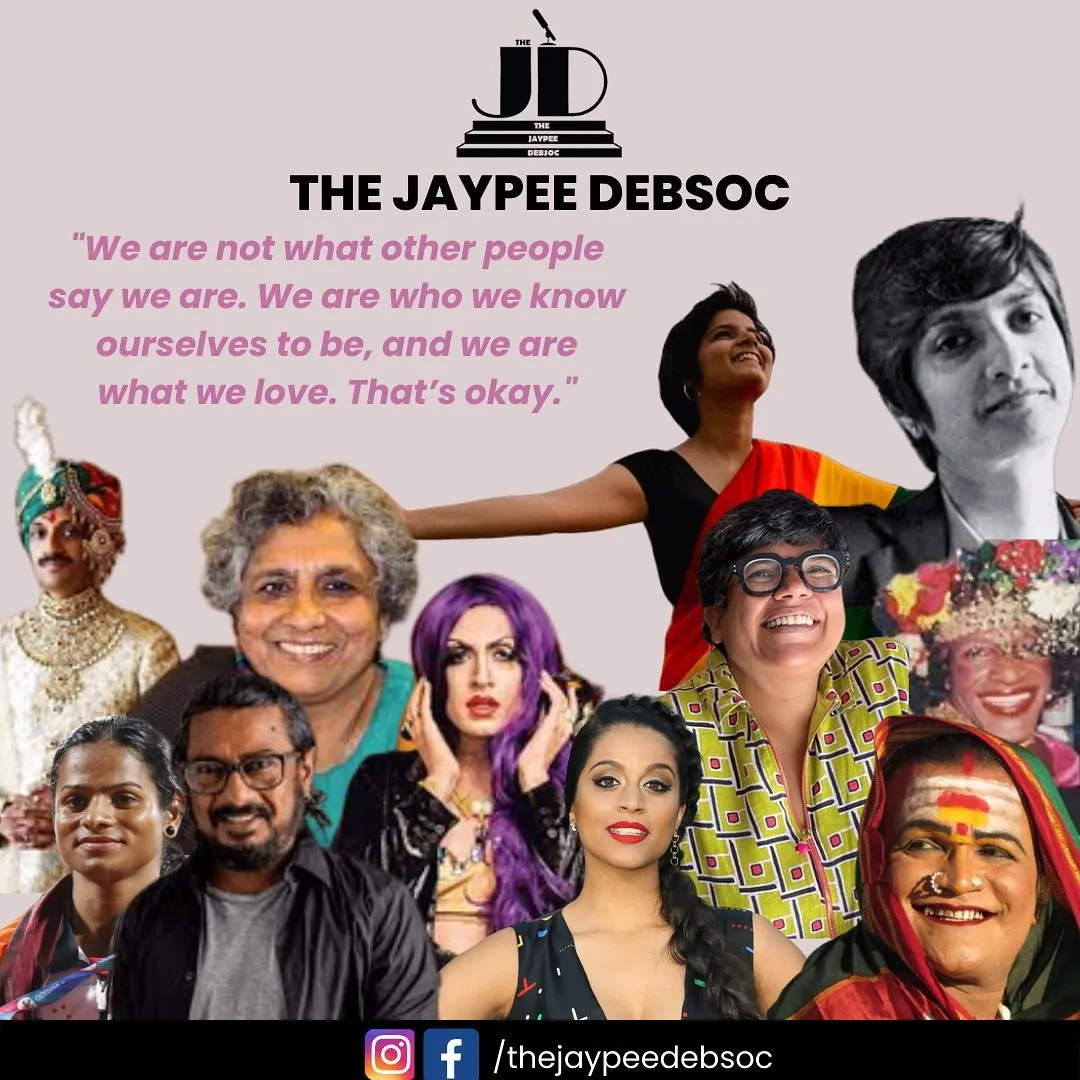 THE
JD
THE
JAYPEE
DEBSOC
THE JAYPEE DEBSOC
"We are not what other people
say we are. We are who we know
ourselves to be, and we are
what we love. That’s okay."
/thejaypeedebsoc